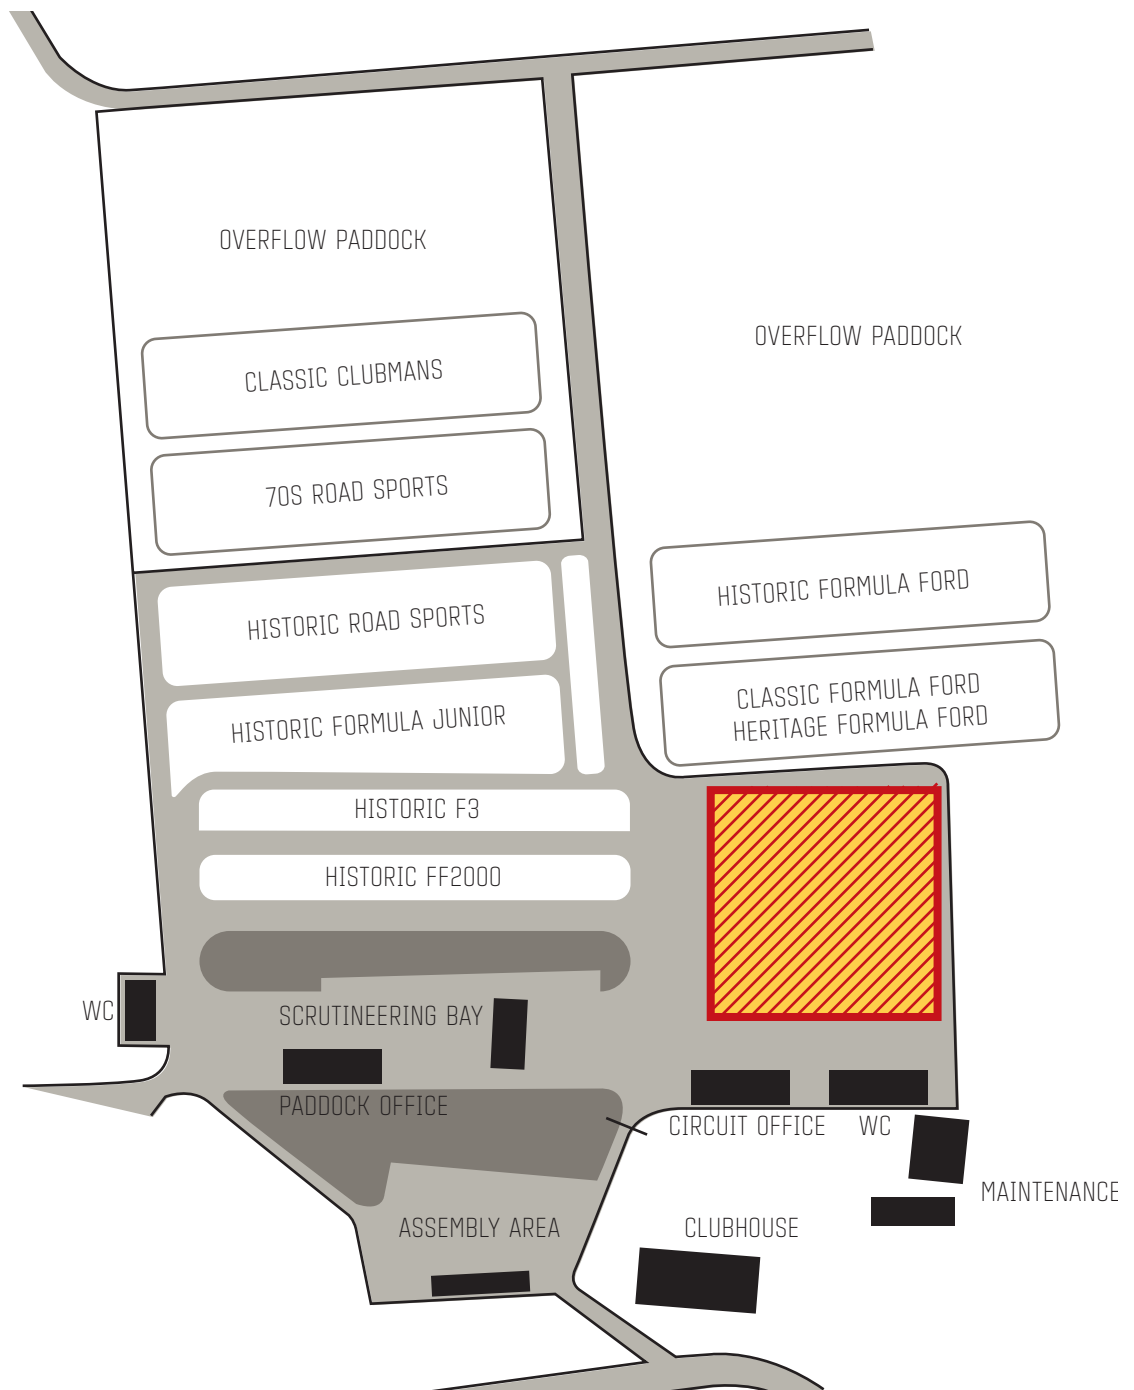 OVERFLOW PADDOCK
OVERFLOW PADDOCK
CLASSIC CLUBMANS
70S ROAD SPORTS
HISTORIC FORMULA FORD
HISTORIC ROAD SPORTS
CLASSIC FORMULA FORD
HERITAGE FORMULA FORD
HISTORIC FORMULA JUNIOR
HISTORIC F3
HISTORIC FF2000
WC
SCRUTINEERING BAY
PADDOCK OFFICE
CIRCUIT OFFICE
WC
MAINTENANCE
ASSEMBLY AREA
CLUBHOUSE